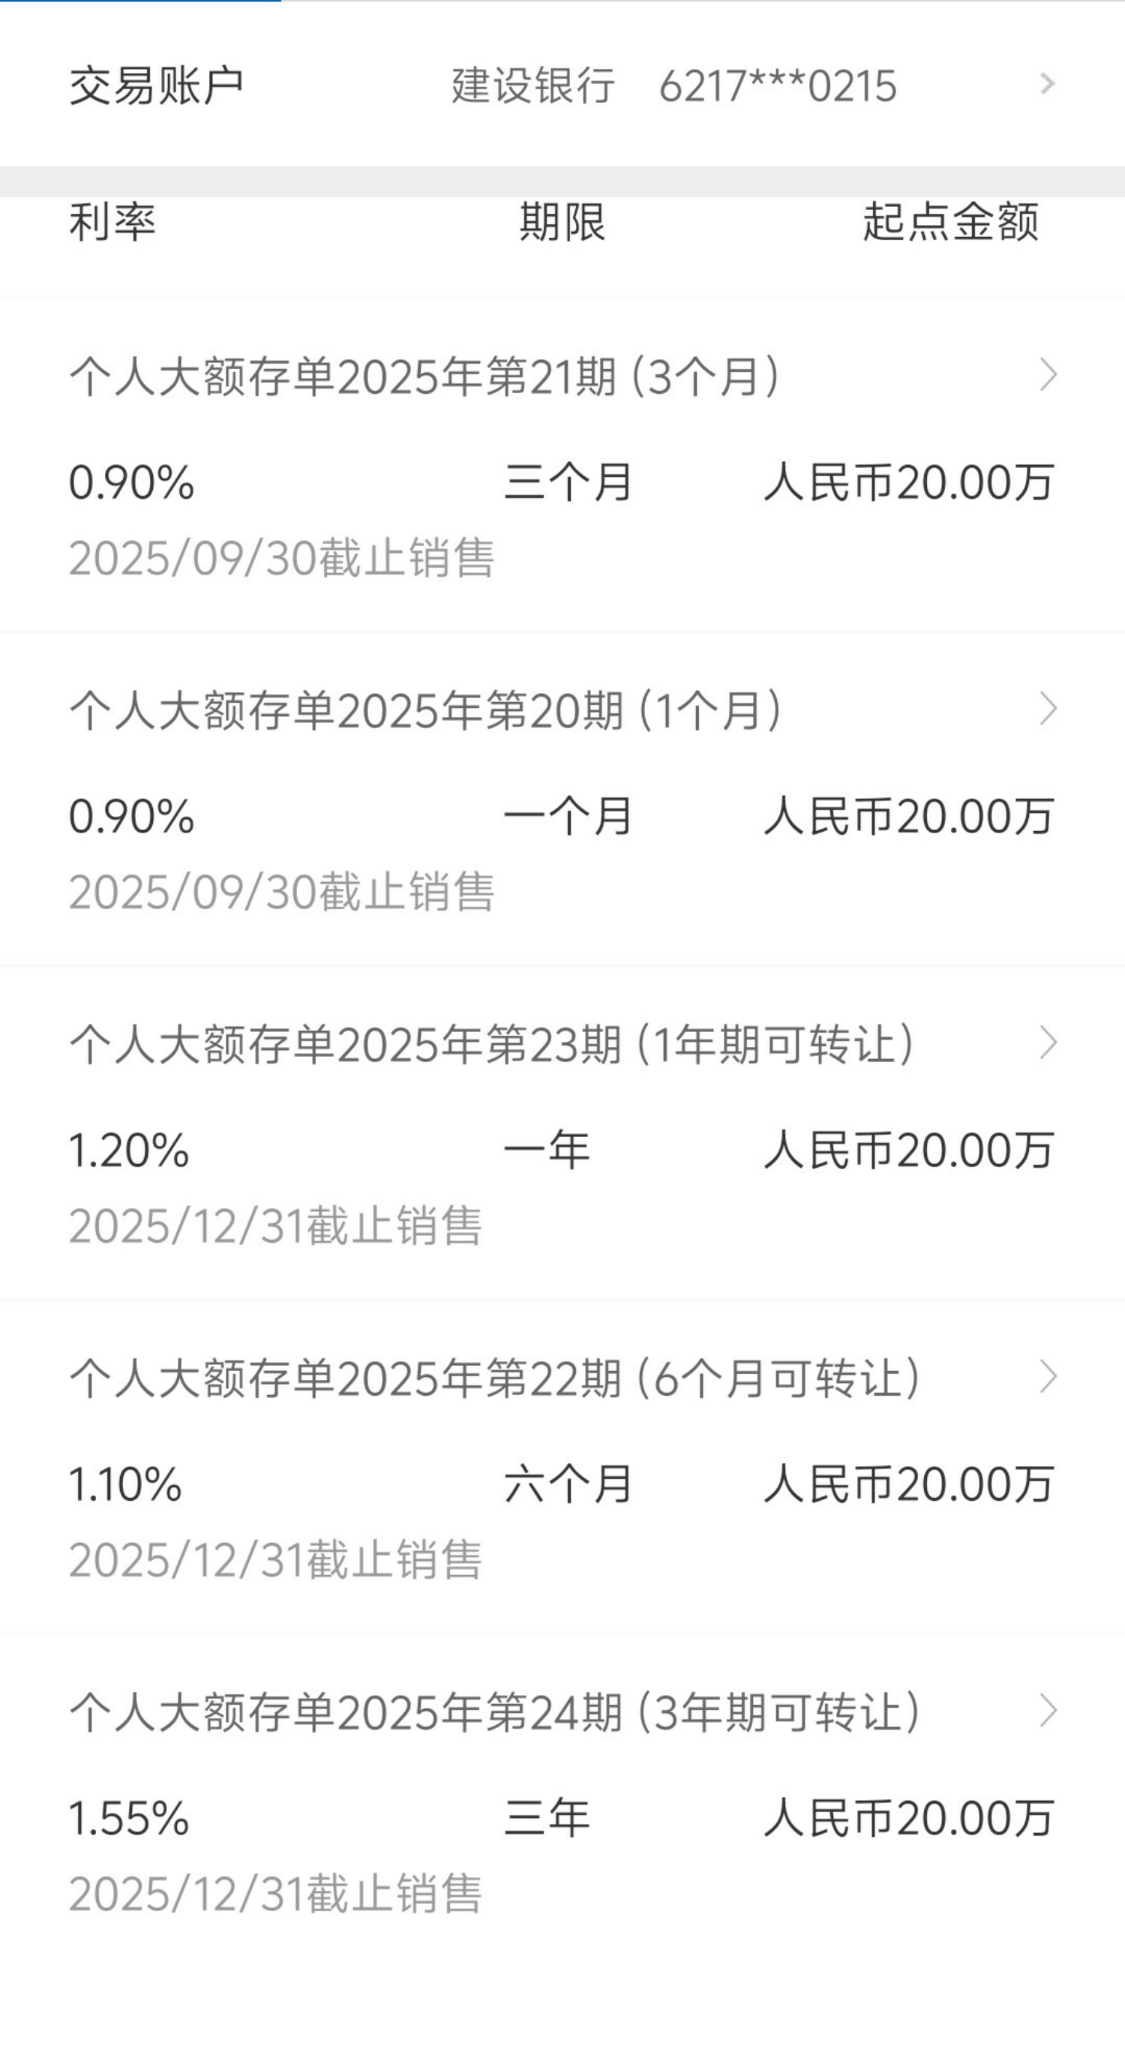 交易账户 建设银行 6217***0215
利率 期限 起点金额
个人大额存单2025年第21期 (3个月)
0.90% 三个月 人民币20.00万
2025/09/30截止销售
个人大额存单2025年第20期 (1个月)
0.90% 一个月 人民币20.00万
2025/09/30截止销售
个人大额存单2025年第23期 (1年期可转让)
1.20% 一年 人民币20.00万
2025/12/31截止销售
个人大额存单2025年第22期 (6个月可转让)
1.10% 六个月 人民币20.00万
2025/12/31截止销售
个人大额存单2025年第24期 (3年期可转让)
1.55% 三年 人民币20.00万
2025/12/31截止销售